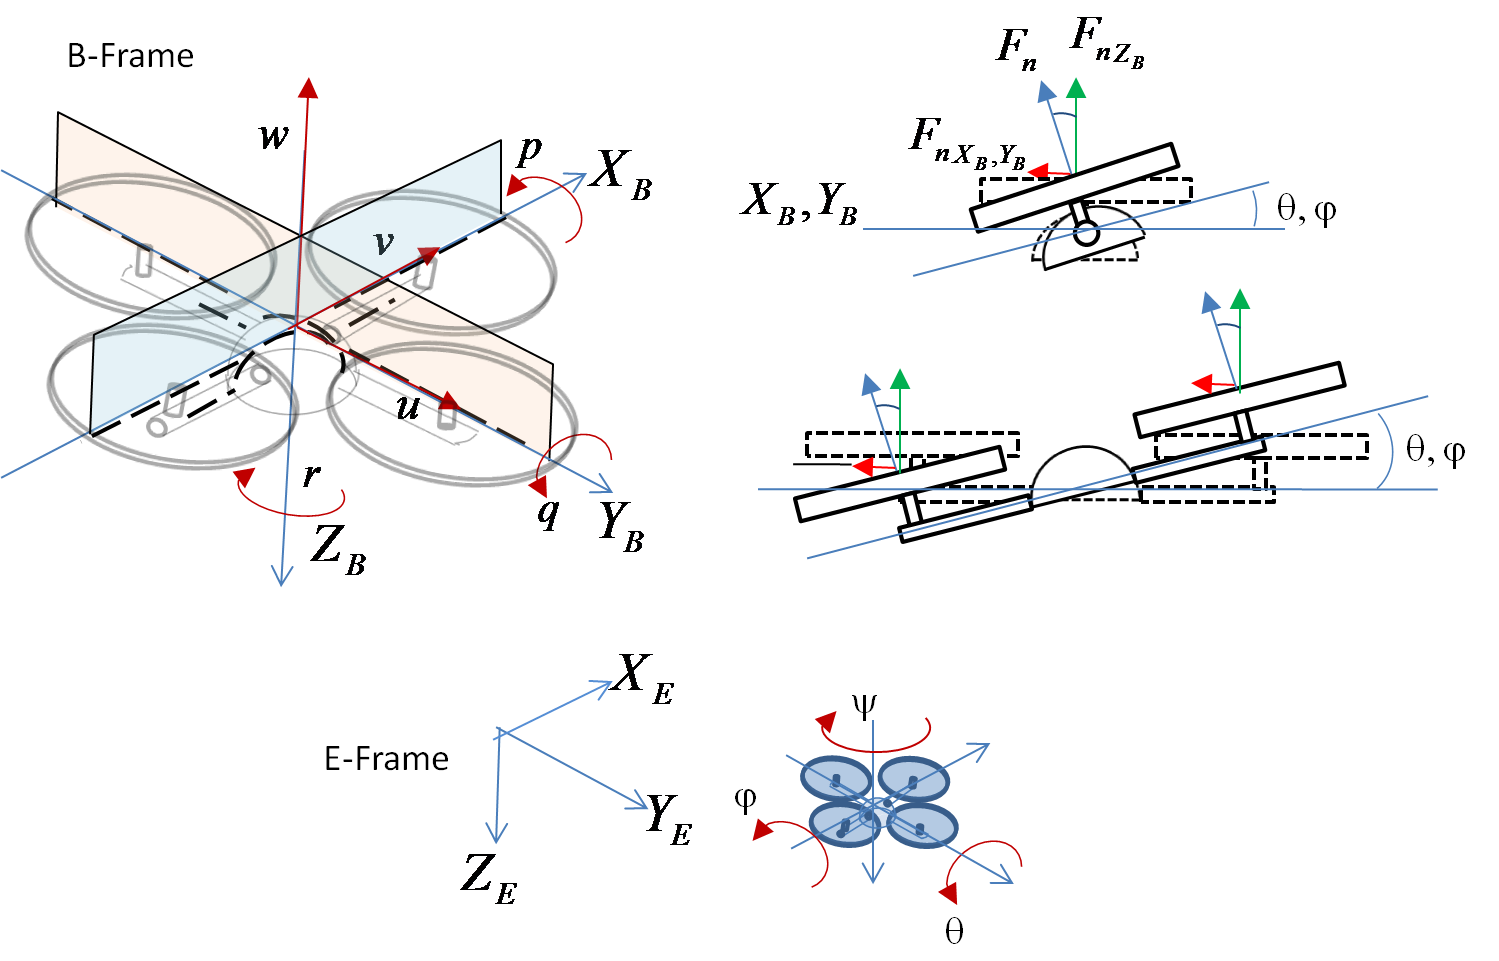 B-Frame
w
p
X_B
v
u
r
q
Z_B
Y_B
F_n
F_{nZ_B}
F_{nX_B,Y_B}
X_B, Y_B
θ, φ
θ, φ
X_E
E-Frame
Y_E
Z_E
ψ
φ
θ